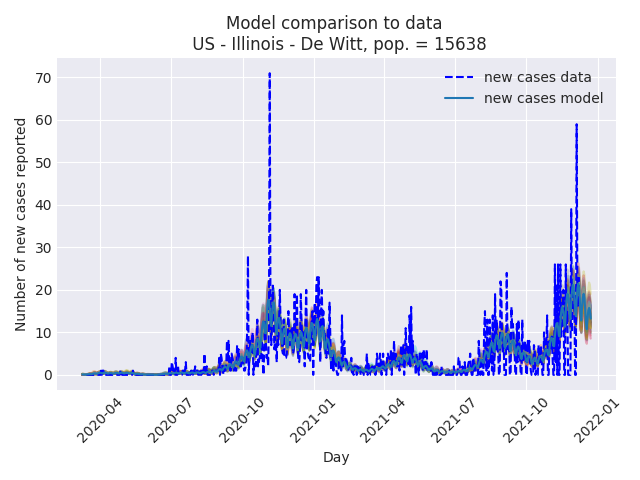 Model comparison to data
US - Illinois - De Witt, pop. = 15638
new cases data
new cases model
Number of new cases reported
70
60
50
40
30
20
10
0
2020-04
2020-07
2020-10
2021-01
2021-04
2021-07
2021-10
2022-01
Day